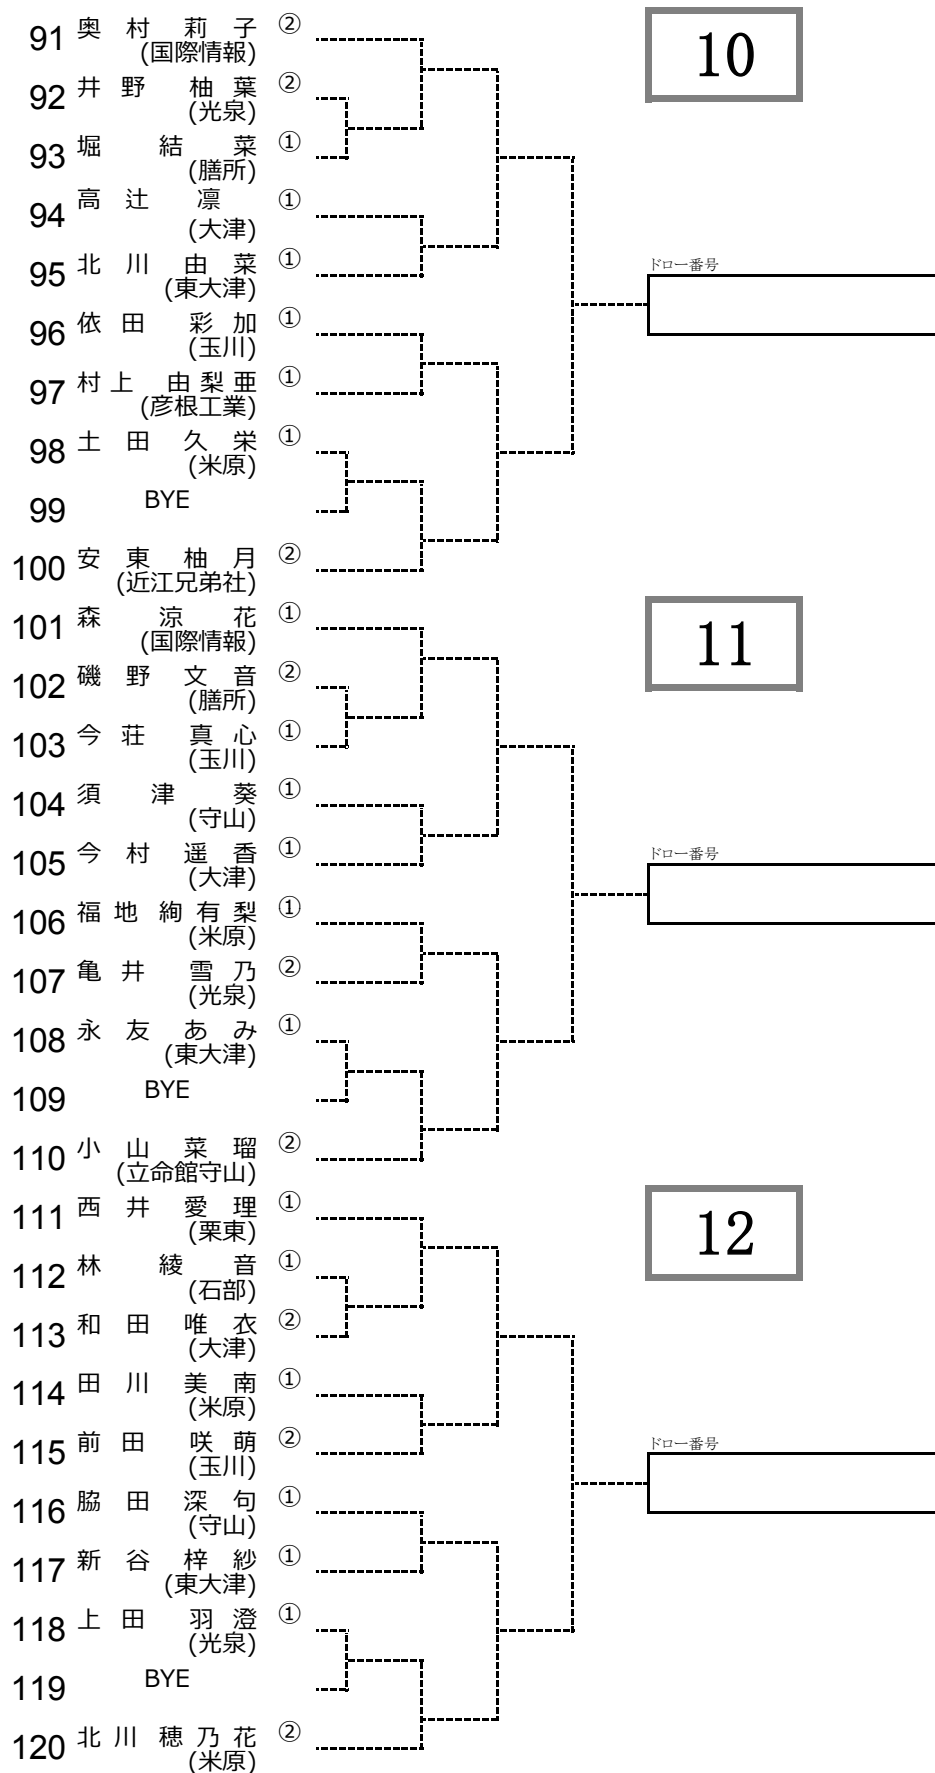 91 奥村 莉子 ②
(国際情報)
92 井野 柚葉 ②
(光泉)
93 堀 結菜 ①
(膳所)
94 高辻 凛 ①
(大津)
95 北川 由菜 ①
(東大津)
96 依田 彩加 ①
(玉川)
97 村上 由梨亜 ①
(彦根工業)
98 土田 久栄 ①
(米原)
99 BYE
100 安東 柚月 ②
(近江兄弟社)
10
ドロー番号
101 森 涼花 ①
(国際情報)
102 磯野 文音 ②
(膳所)
103 今荘 真心 ①
(玉川)
104 須津 葵 ①
(守山)
105 今村 遥香 ①
(大津)
106 福地 絢有梨 ①
(米原)
107 亀井 雪乃 ②
(光泉)
108 永友 あみ ①
(東大津)
109 BYE
110 小山 菜瑠 ②
(立命館守山)
11
ドロー番号
111 西井 愛理 ①
(栗東)
112 林 綾音 ①
(石部)
113 和田 唯衣 ②
(大津)
114 田川 美南 ①
(米原)
115 前田 咲萌 ②
(玉川)
116 脇田 深句 ①
(守山)
117 新谷 梓紗 ①
(東大津)
118 上田 羽澄 ①
(光泉)
119 BYE
120 北川 穂乃花 ②
(米原)
12
ドロー番号